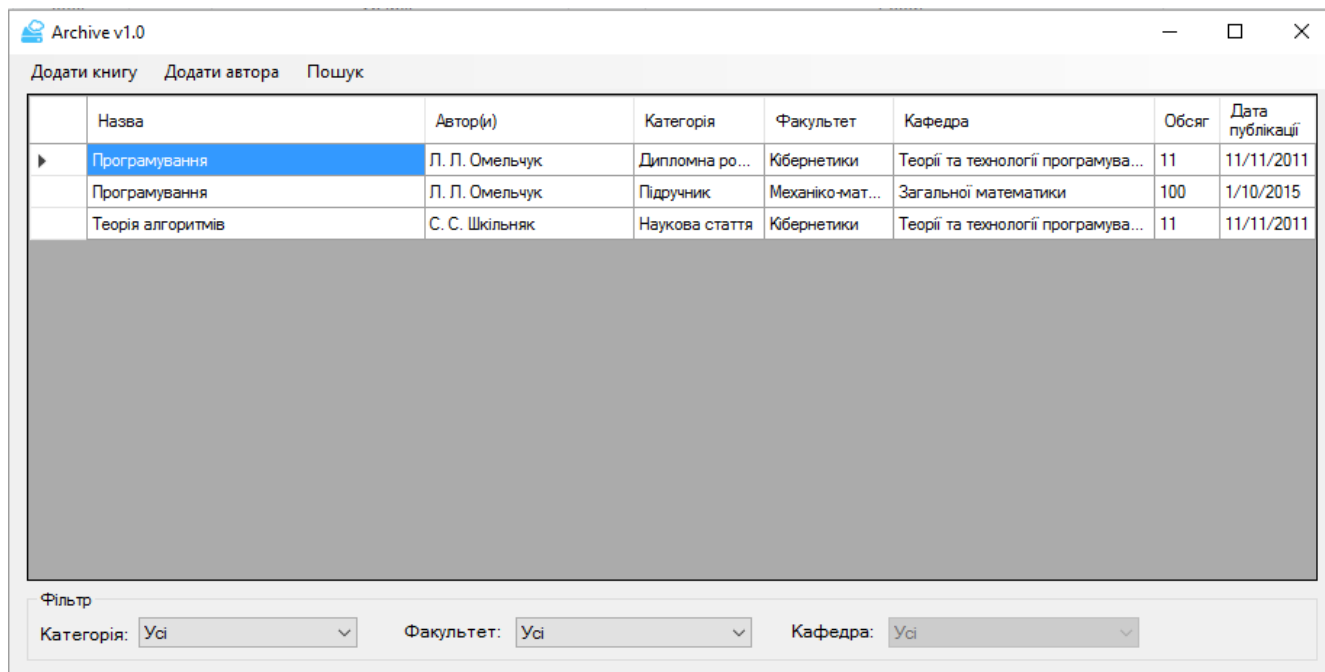 Archive v1.0
Додати книгу Додати автора Пошук
Назва Автор(и) Категорія Факультет Кафедра Обсяг Дата публікації
Програмування Л. Л. Омельчук Дипломна ро... Кібернетики Теорії та технології програмува... 11 11/11/2011
Програмування Л. Л. Омельчук Підручник Механіко-мат... Загальної математики 100 1/10/2015
Теорія алгоритмів С. С. Шкільняк Наукова стаття Кібернетики Теорії та технології програмува... 11 11/11/2011
Фільтр
Категорія: Усі Факультет: Усі Кафедра: Усі